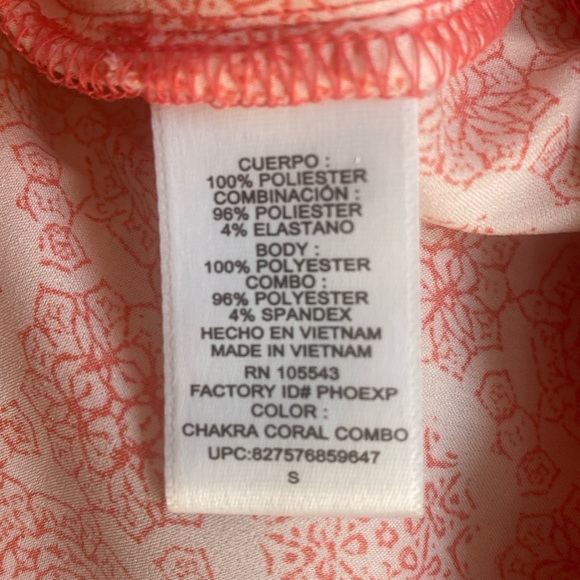 CUERPO :
100% POLIESTER
COMBINACIÓN :
96% POLIESTER
4% ELASTANO
BODY :
100% POLYESTER
COMBO :
96% POLYESTER
4% SPANDEX
HECHO EN VIETNAM
MADE IN VIETNAM
RN 105543
FACTORY ID# PHOEXP
COLOR :
CHAKRA CORAL COMBO
UPC:827576859647
S